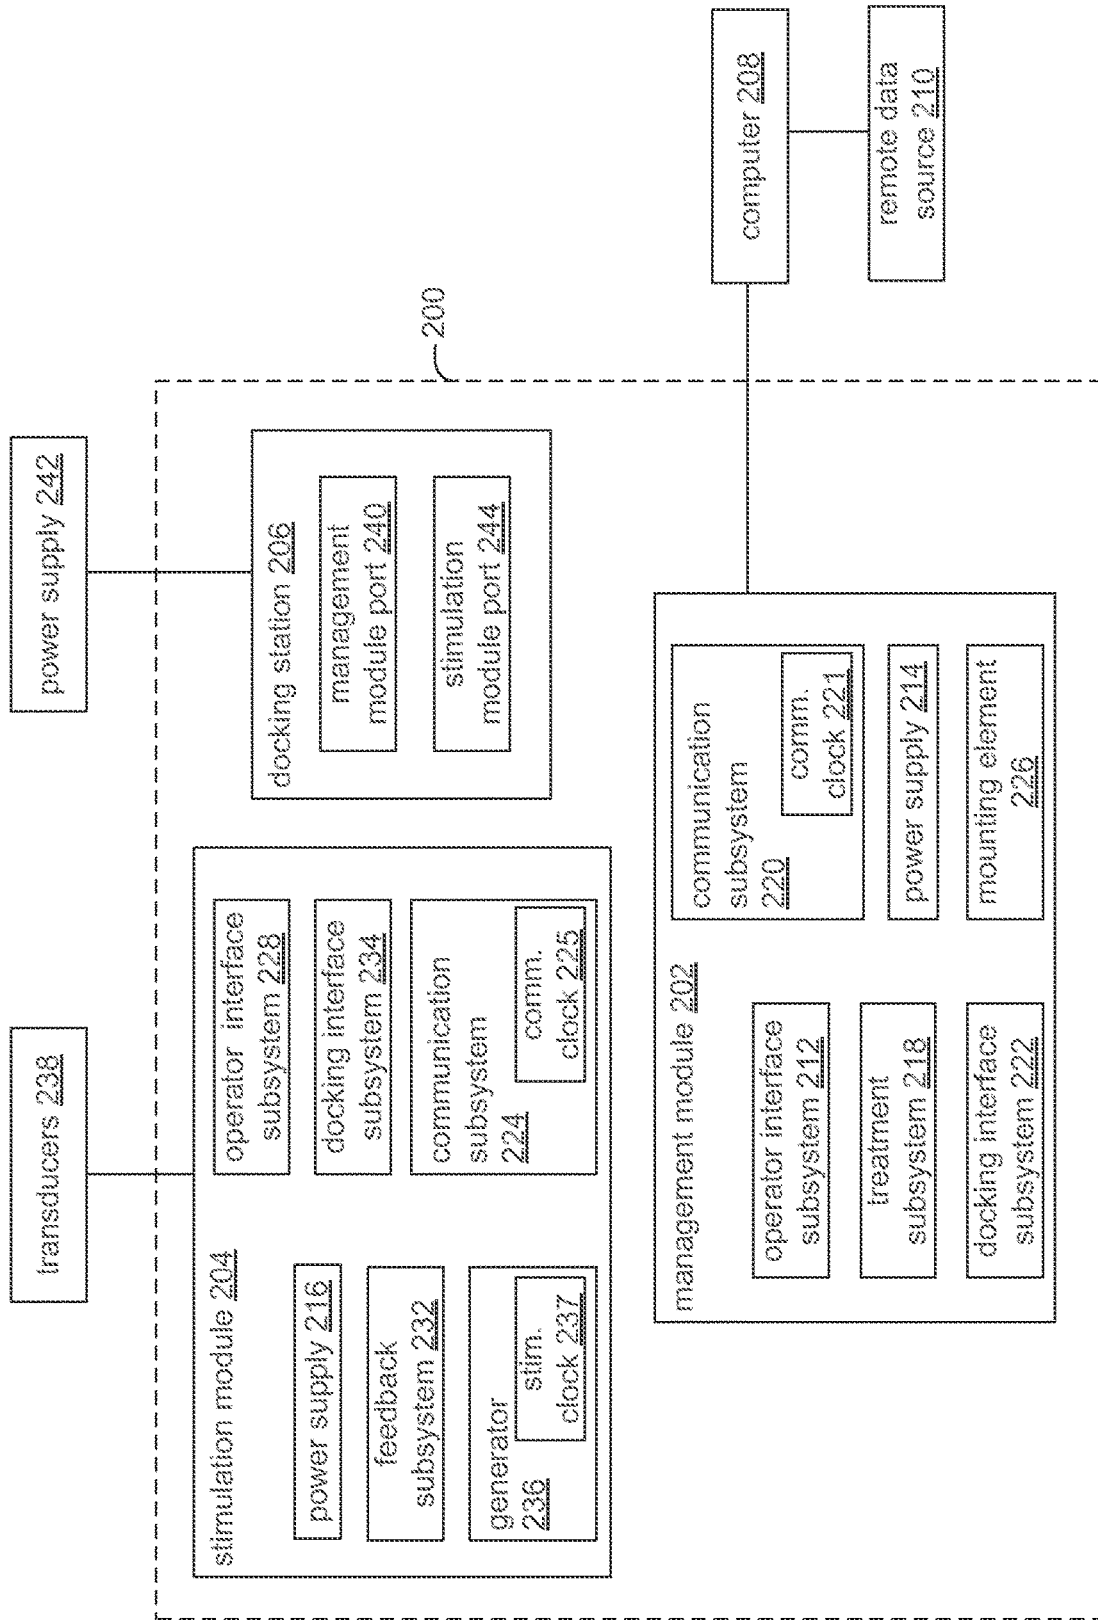 transducers 238
power supply 242
200
stimulation module 204
power supply 216
feedback
subsystem 232
generator
236
stim.
clock 237
operator interface
subsystem 228
docking interface
subsystem 234
communication
subsystem
224
comm.
clock 225
docking station 206
management
module port 240
stimulation
module port 244
management module 202
operator interface
subsystem 212
treatment
subsystem 218
docking interface
subsystem 222
communication
subsystem
220
comm.
clock 221
power supply 214
mounting element
226
computer 208
remote data
source 210